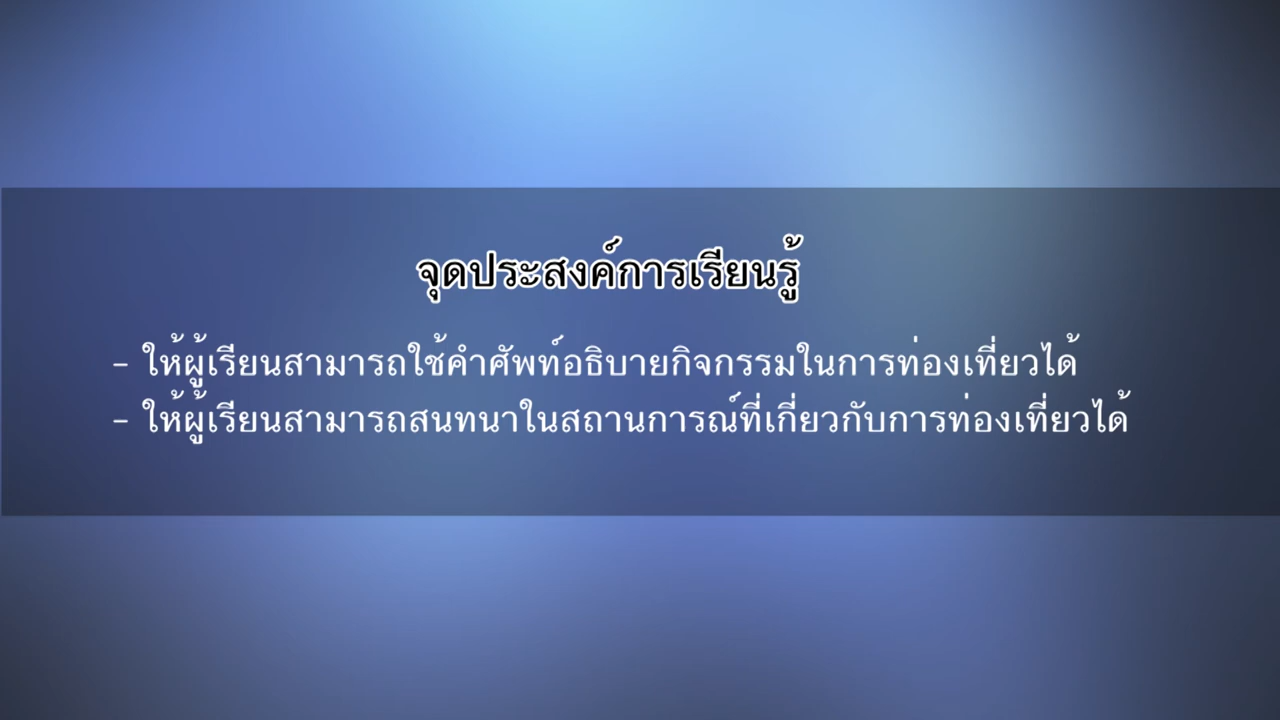 จุดประสงค์การเรียนรู้
- ให้ผู้เรียนสามารถใช้คำศัพท์อธิบายกิจกรรมในการท่องเที่ยวได้
- ให้ผู้เรียนสามารถสนทนาในสถานการณ์ที่เกี่ยวกับการท่องเที่ยวได้